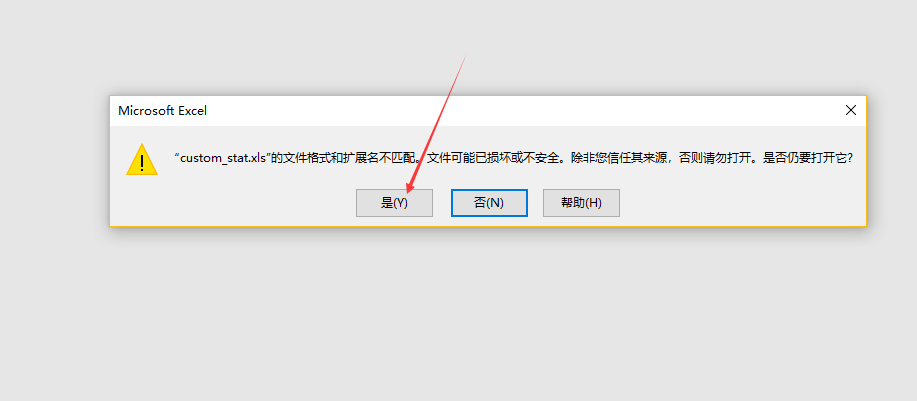 Microsoft Excel
“custom_stat.xls”的文件格式和扩展名不匹配。文件可能已损坏或不安全。除非您信任其来源，否则请勿打开。是否仍要打开它?
是(Y) 否(N) 帮助(H)